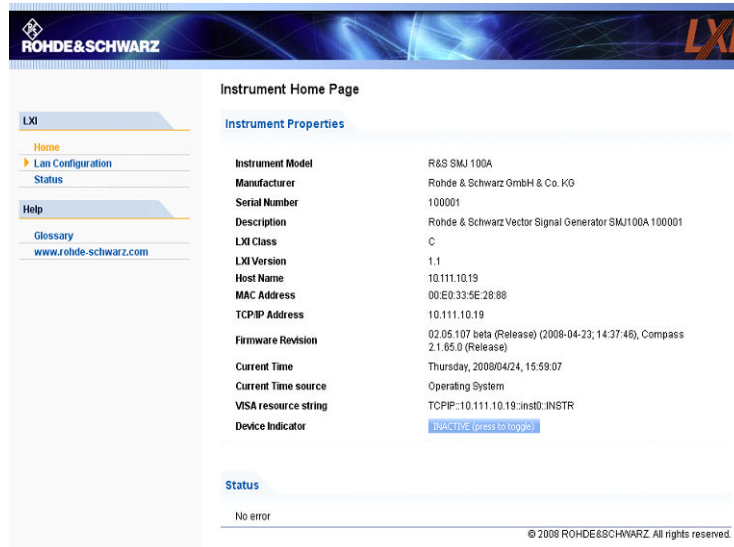 ROHDE&SCHWARZ
LXI
Instrument Home Page
LXI
Home
Lan Configuration
Status
Help
Glossary
www.rohde-schwarz.com
Instrument Properties
Instrument Model R&S SMJ 100A
Manufacturer Rohde & Schwarz GmbH & Co. KG
Serial Number 100001
Description Rohde & Schwarz Vector Signal Generator SMJ100A 100001
LXI Class C
LXI Version 1.1
Host Name 10.111.10.19
MAC Address 00:E0:33:5E:28:88
TCP/IP Address 10.111.10.19
Firmware Revision 02.05.107 beta (Release) (2008-04-23; 14:37:46), Compass
2.1.65.0 (Release)
Current Time Thursday, 2008/04/24, 15:59:07
Current Time source Operating System
VISA resource string TCPIP::10.111.10.19::inst0::INSTR
Device Indicator INACTIVE (press to toggle)
Status
No error
© 2008 ROHDE&SCHWARZ. All rights reserved.